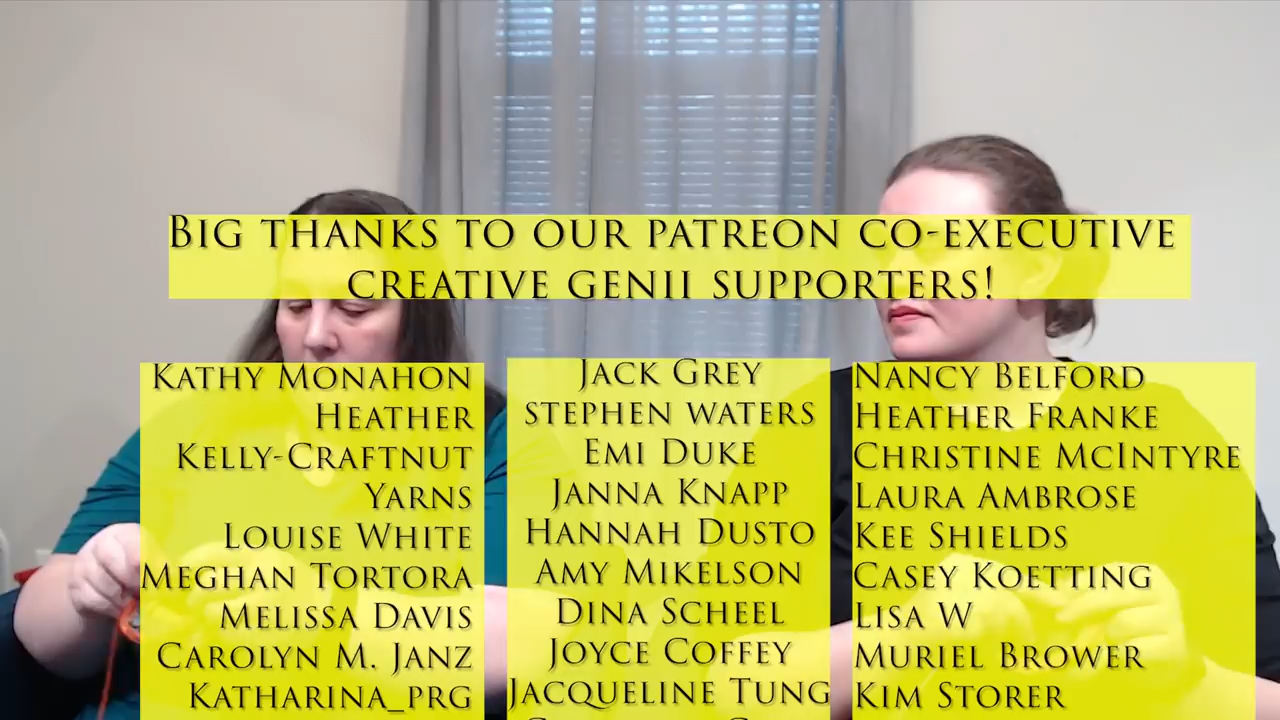 Big thanks to our patreon co-executive
creative genii supporters!
Kathy Monahon
Heather
Kelly-Craftnut
Yarns
Louise White
Meghan Tortora
Melissa Davis
Carolyn M. Janz
Katharina_prg
Jack Grey
stephen waters
Emi Duke
Janna Knapp
Hannah Dusto
Amy Mikelson
Dina Scheel
Joyce Coffey
Jacqueline Tung
Nancy Belford
Heather Franke
Christine McIntyre
Laura Ambrose
Kee Shields
Casey Koetting
Lisa W
Muriel Brower
Kim Storer